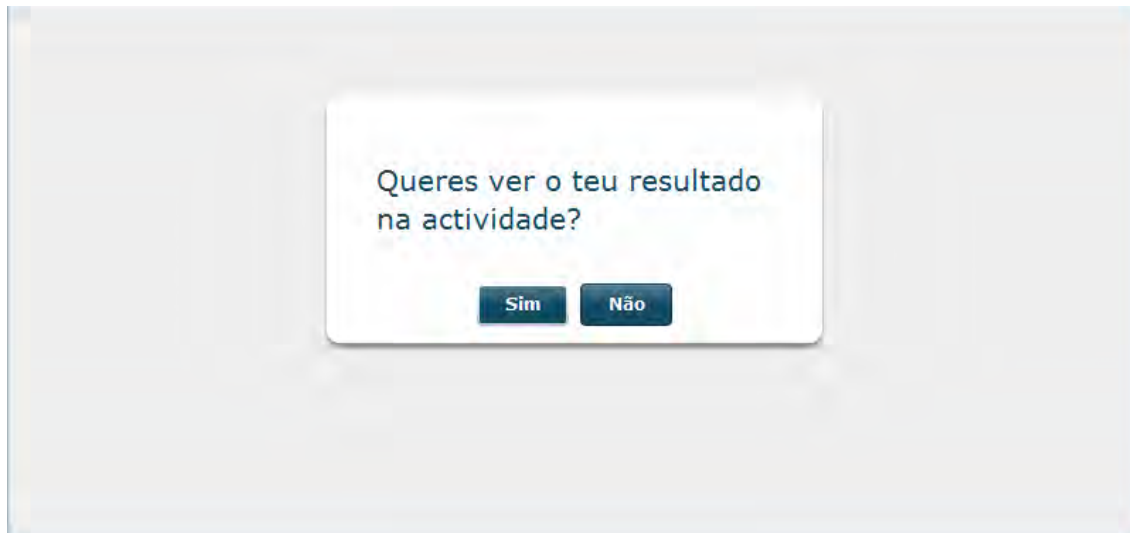 Queres ver o teu resultado
na actividade?
Sim Não